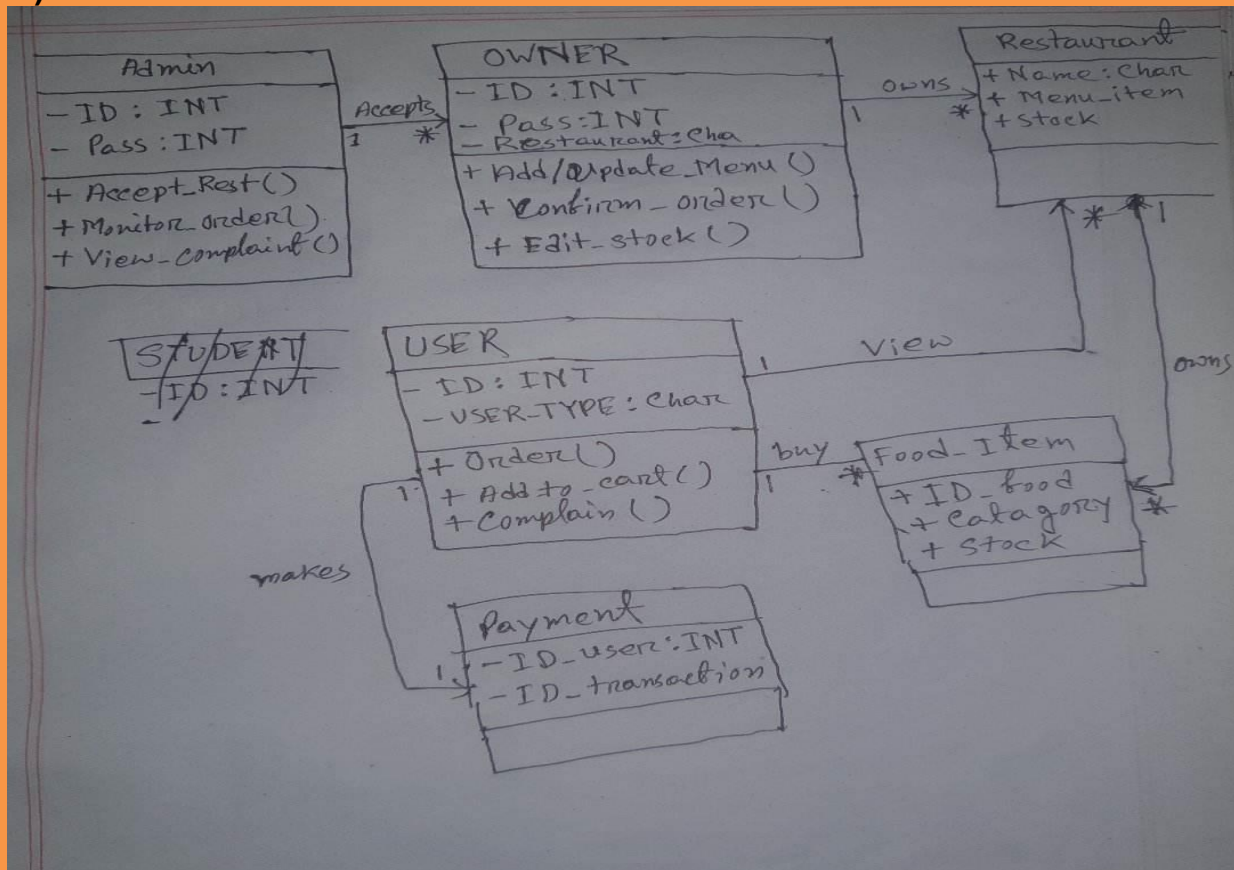 Admin
- ID : INT
- Pass : INT
+ Accept_Rest()
+ Monitor_order().
+ View_complaint()
Accepts
1
*
OWNER
- ID : INT
- Pass:INT
- Restaurant:Cha
+ Add/Update_Menu()
+ Confirm_order()
+ Edit_stock()
owns
1
*
Restaurant
+ Name: Char
+ Menu_item
+ stock
STUDENT
- ID: INT
-
USER
- ID: INT
- USER-TYPE: Char
+ Order()
+ Add to_cart()
+ Complain()
1
View
*
1
owns
1
buy
*
Food_Item
+ ID_food
+ Catagory
+ Stock
*
1
makes
1
Payment
- ID_user:INT
- ID_transaction